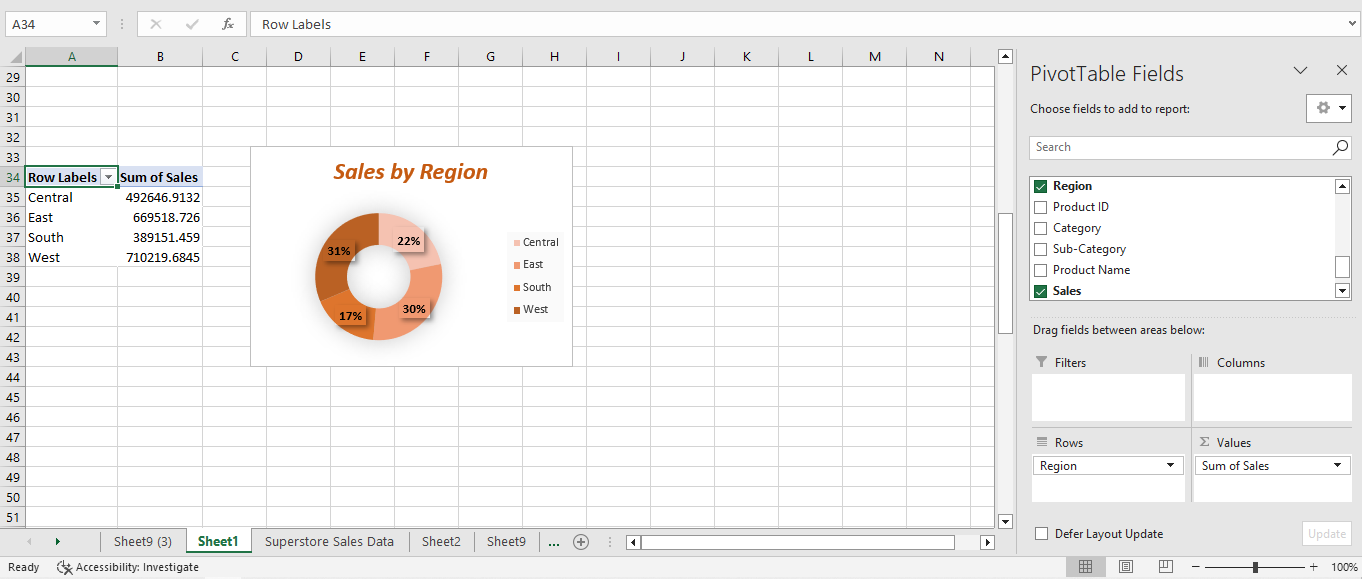 A34
fx
Row Labels
A B C D E F G H I J K L M N
29
30
31
32
33
34 Row Labels Sum of Sales
35 Central 492646.9132
36 East 669518.726
37 South 389151.459
38 West 710219.6845
39
40
41
42
43
44
45
46
47
48
49
50
51
Sales by Region
22%
31%
30%
17%
Central
East
South
West
Sheet9 (3) Sheet1 Superstore Sales Data Sheet2 Sheet9 ...
Ready Accessibility: Investigate 100%
PivotTable Fields
Choose fields to add to report:
Search
Region
Product ID
Category
Sub-Category
Product Name
Sales
Drag fields between areas below:
Filters Columns
Rows Σ Values
Region Sum of Sales
Defer Layout Update Update